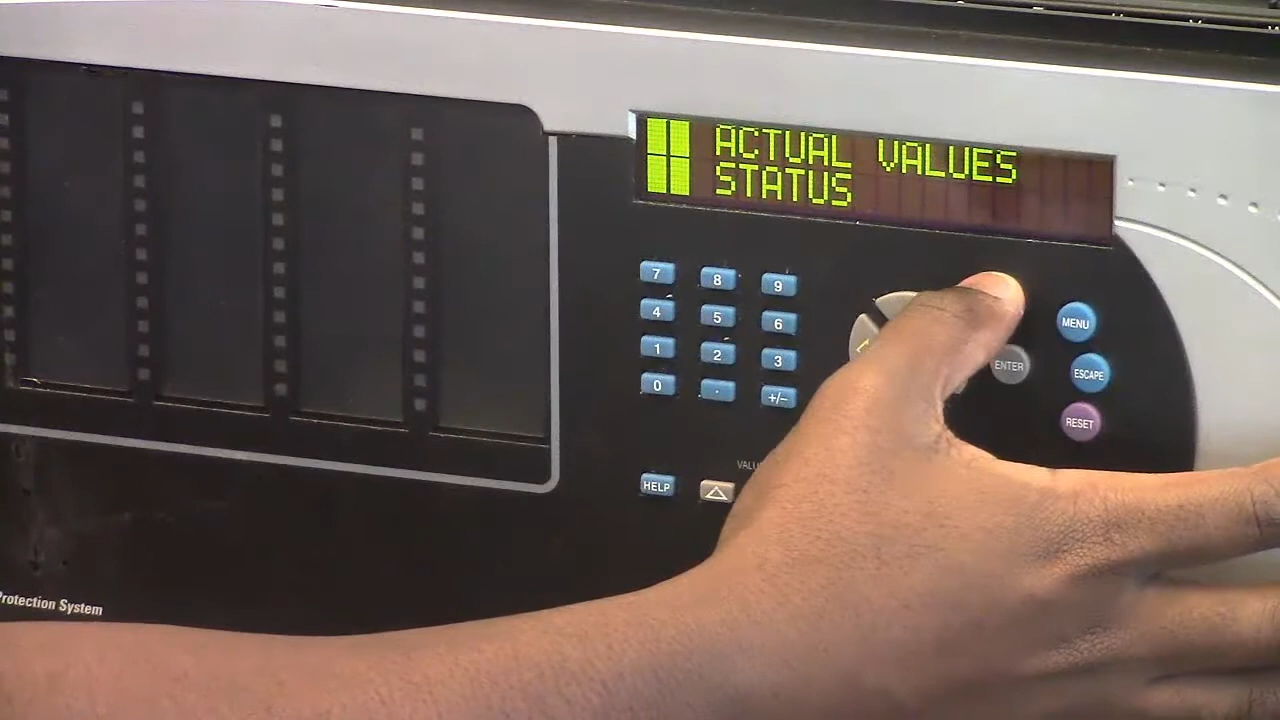 ACTUAL VALUES
STATUS
7 8 9
4 5 6
1 2 3
0 . +/-
MENU
ENTER
ESCAPE
RESET
HELP
Protection System